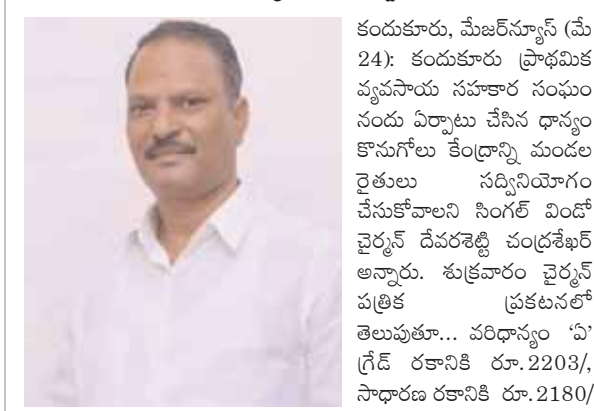 కందుకూరు, మేజర్‌న్యూస్ (మే
24): కందుకూరు ప్రాథమిక
వ్యవసాయ సహకార సంఘం
నందు ఏర్పాటు చేసిన ధాన్యం
కొనుగోలు కేంద్రాన్ని మండల
రైతులు సద్వినియోగం
చేసుకోవాలని సింగల్ విండో
చైర్మన్ దేవరశెట్టి చంద్రశేఖర్
అన్నారు. శుక్రవారం చైర్మన్
పత్రిక ప్రకటనలో
తెలుపుతూ... వరిధాన్యం ‘ఏ’
గ్రేడ్ రకానికి రూ.2203/,
సాధారణ రకానికి రూ.2180/